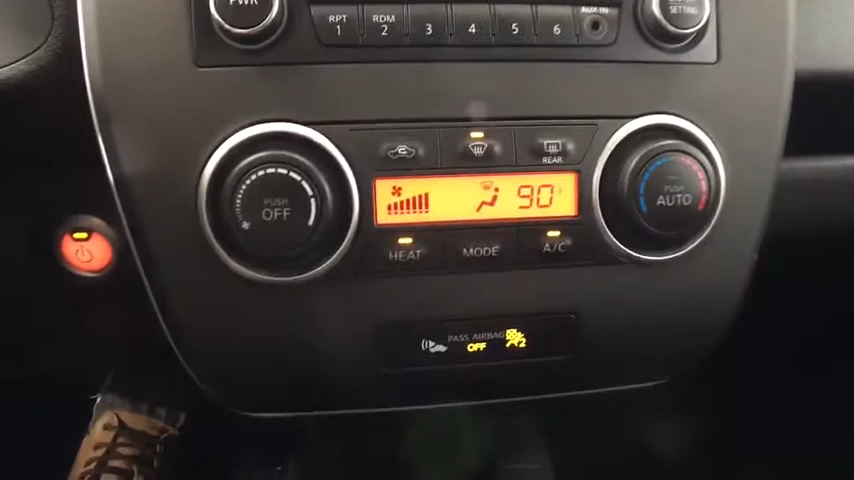 PWR
RPT 1 RDM 2 3 4 5 6 AUX IN
SETTING
REAR
PUSH
OFF
90°F
PUSH
AUTO
HEAT MODE A/C
PASS AIRBAG
OFF 2